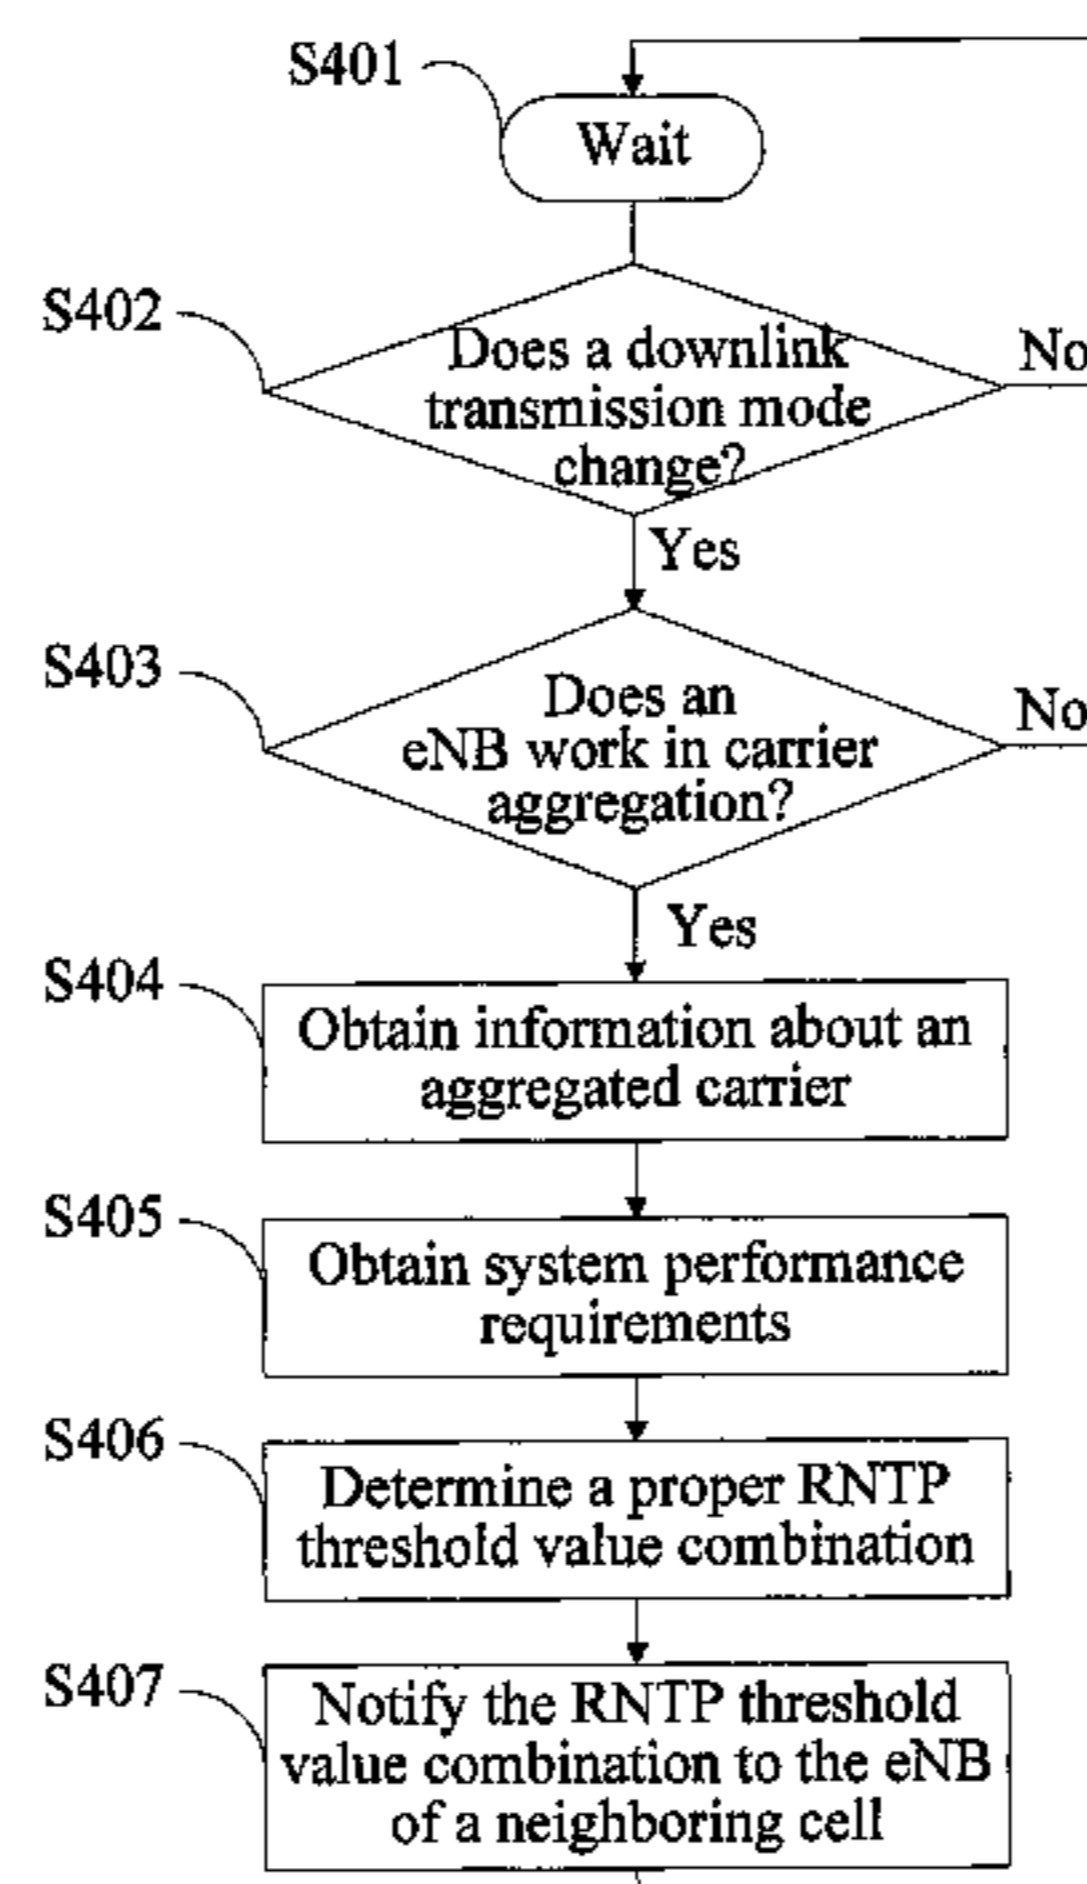 S401
Wait
S402
Does a downlink
transmission mode
change?
No
Yes
S403
Does an
eNB work in carrier
aggregation?
No
Yes
S404
Obtain information about an
aggregated carrier
S405
Obtain system performance
requirements
S406
Determine a proper RNTP
threshold value combination
S407
Notify the RNTP threshold
value combination to the eNB
of a neighboring cell